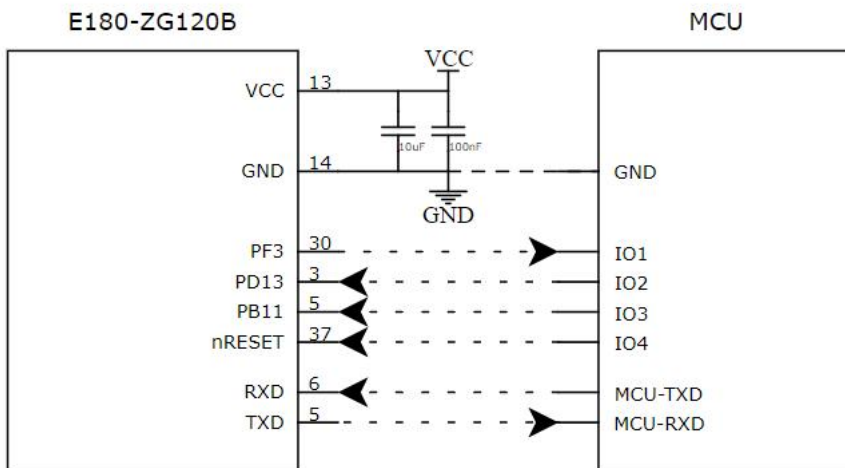 E180-ZG120B MCU
VCC
VCC 13
10uF 100nF
GND 14 GND
GND
PF3 30 IO1
PD13 3 IO2
PB11 5 IO3
nRESET 37 IO4
RXD 6 MCU-TXD
TXD 5 MCU-RXD